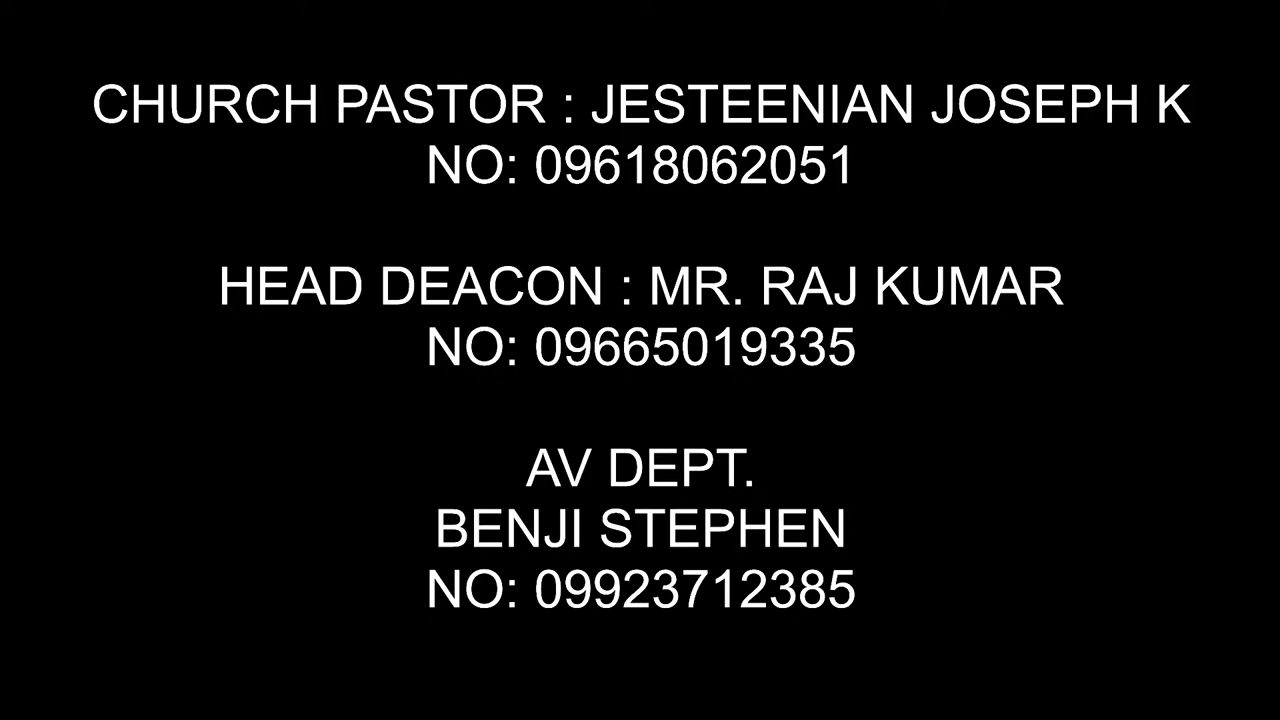 CHURCH PASTOR : JESTEENIAN JOSEPH K
NO: 09618062051
HEAD DEACON : MR. RAJ KUMAR
NO: 09665019335
AV DEPT.
BENJI STEPHEN
NO: 09923712385